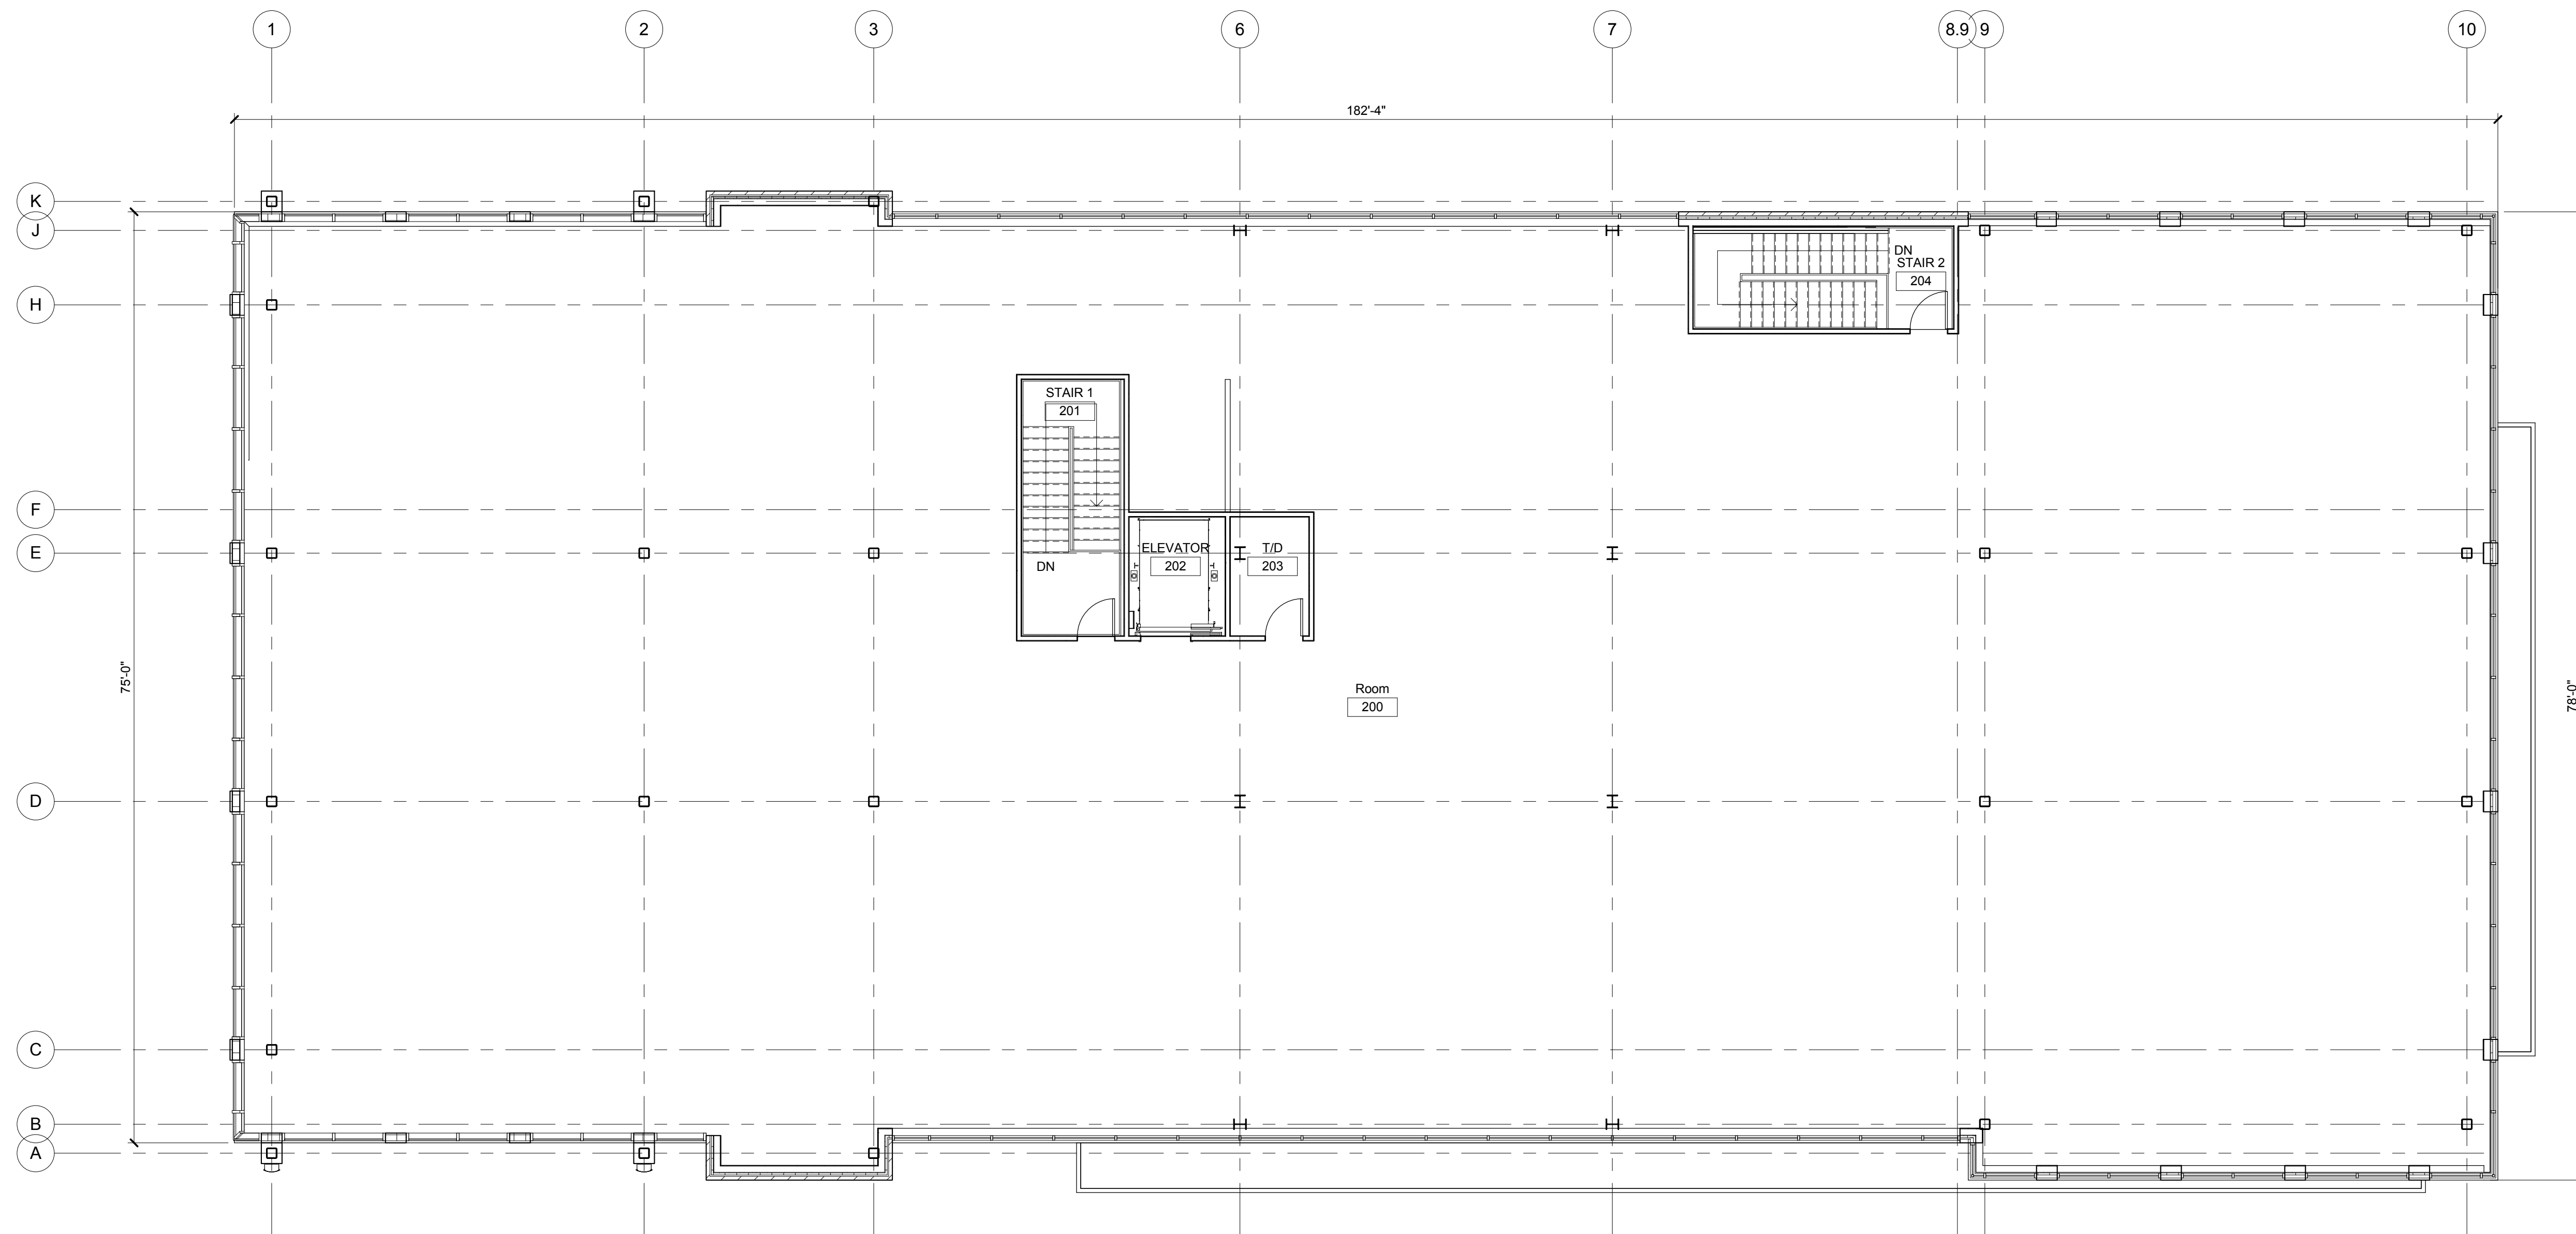 1
2
3
6
7
8.9
9
10
182'-4"
K
J
H
F
E
D
C
B
A
75'-0"
78'-0"
DN
STAIR 2
204
STAIR 1
201
ELEVATOR
202
T/D
203
DN
Room
200